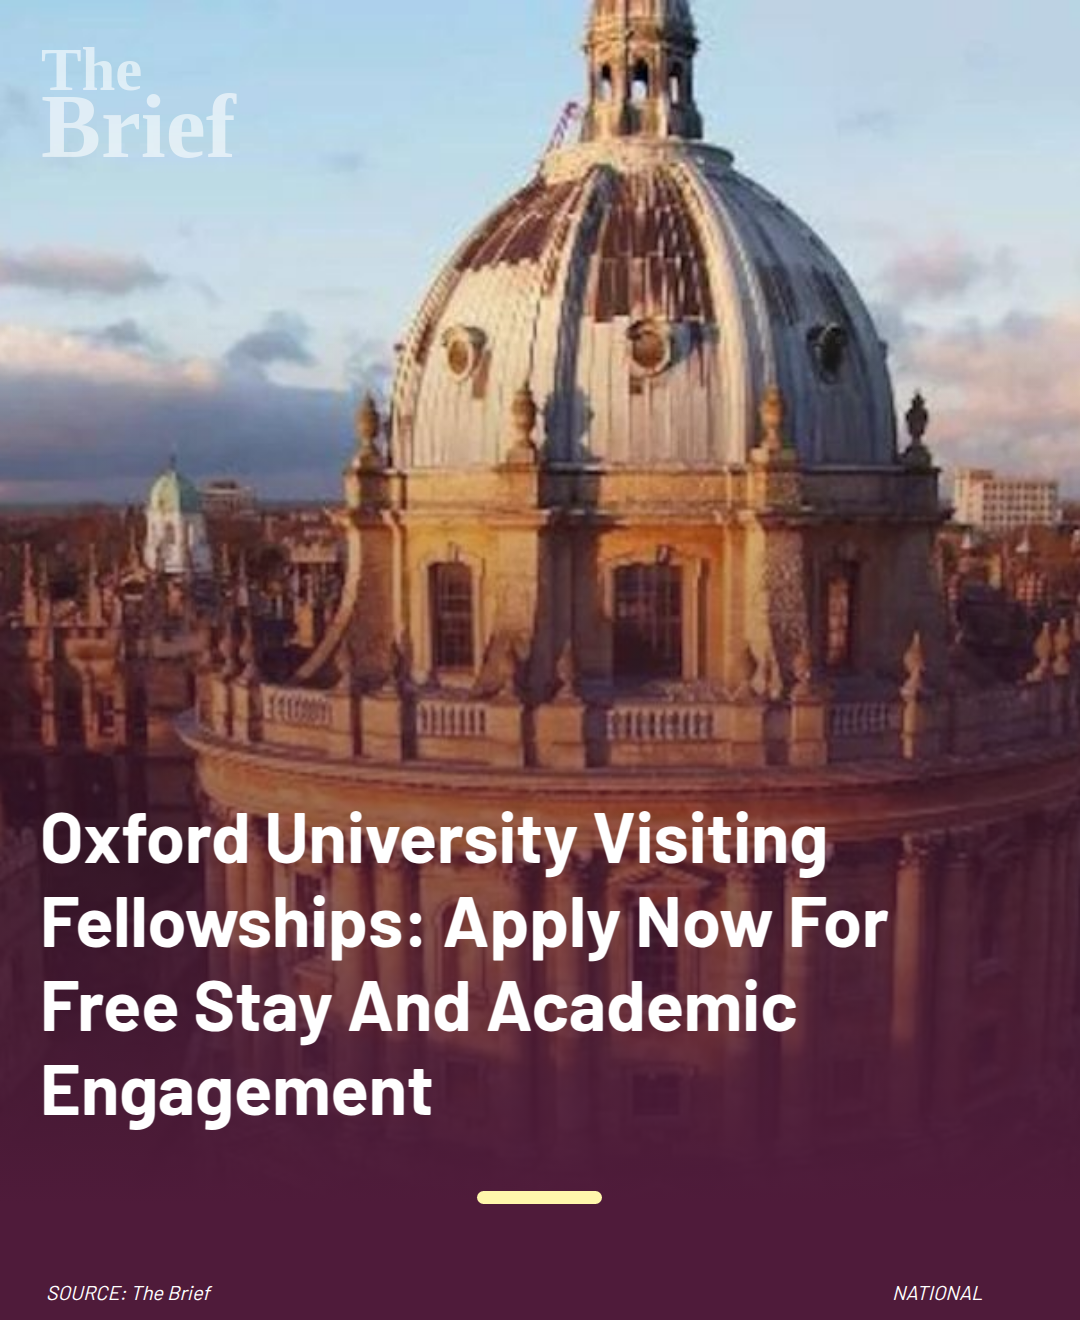 The
Brief
Oxford University Visiting
Fellowships: Apply Now For
Free Stay And Academic
Engagement
SOURCE: The Brief
NATIONAL